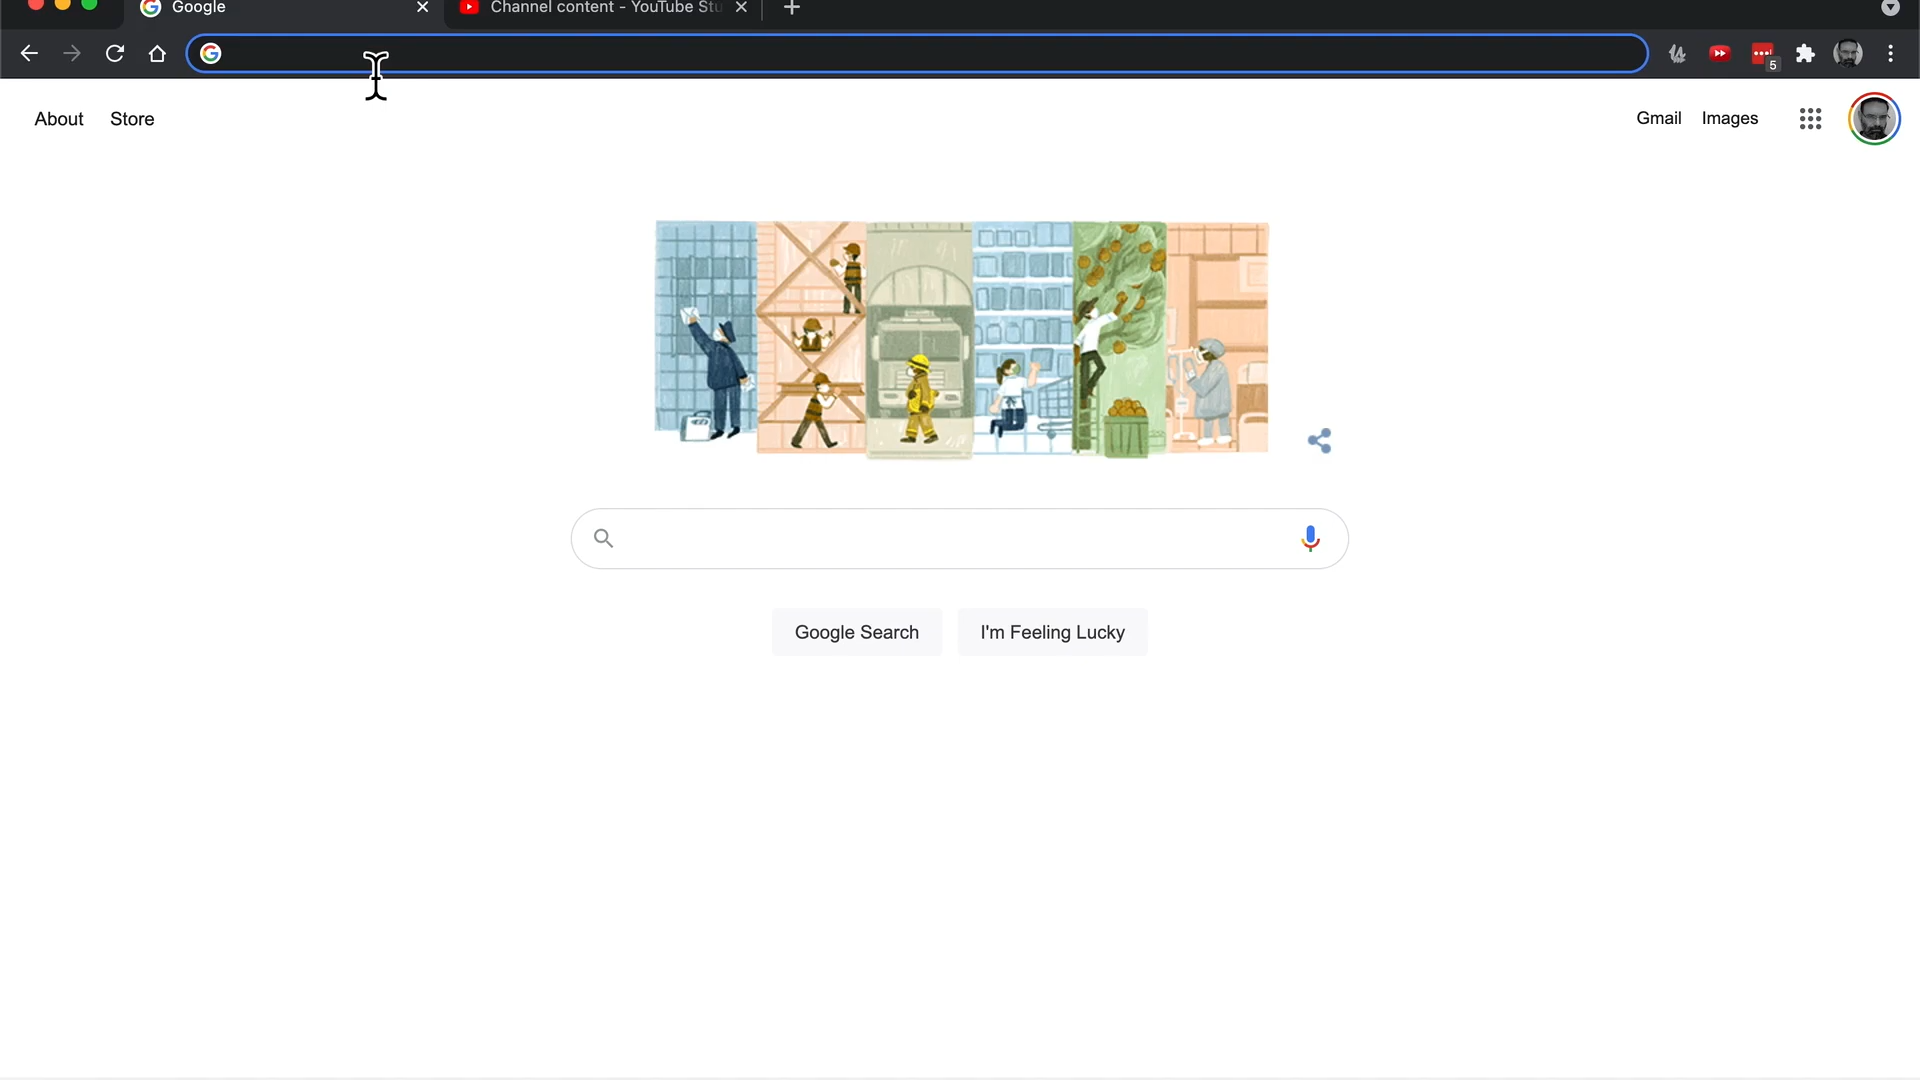 Google
Channel content - YouTube Stu
5
About Store
Gmail Images
Google Search
I'm Feeling Lucky